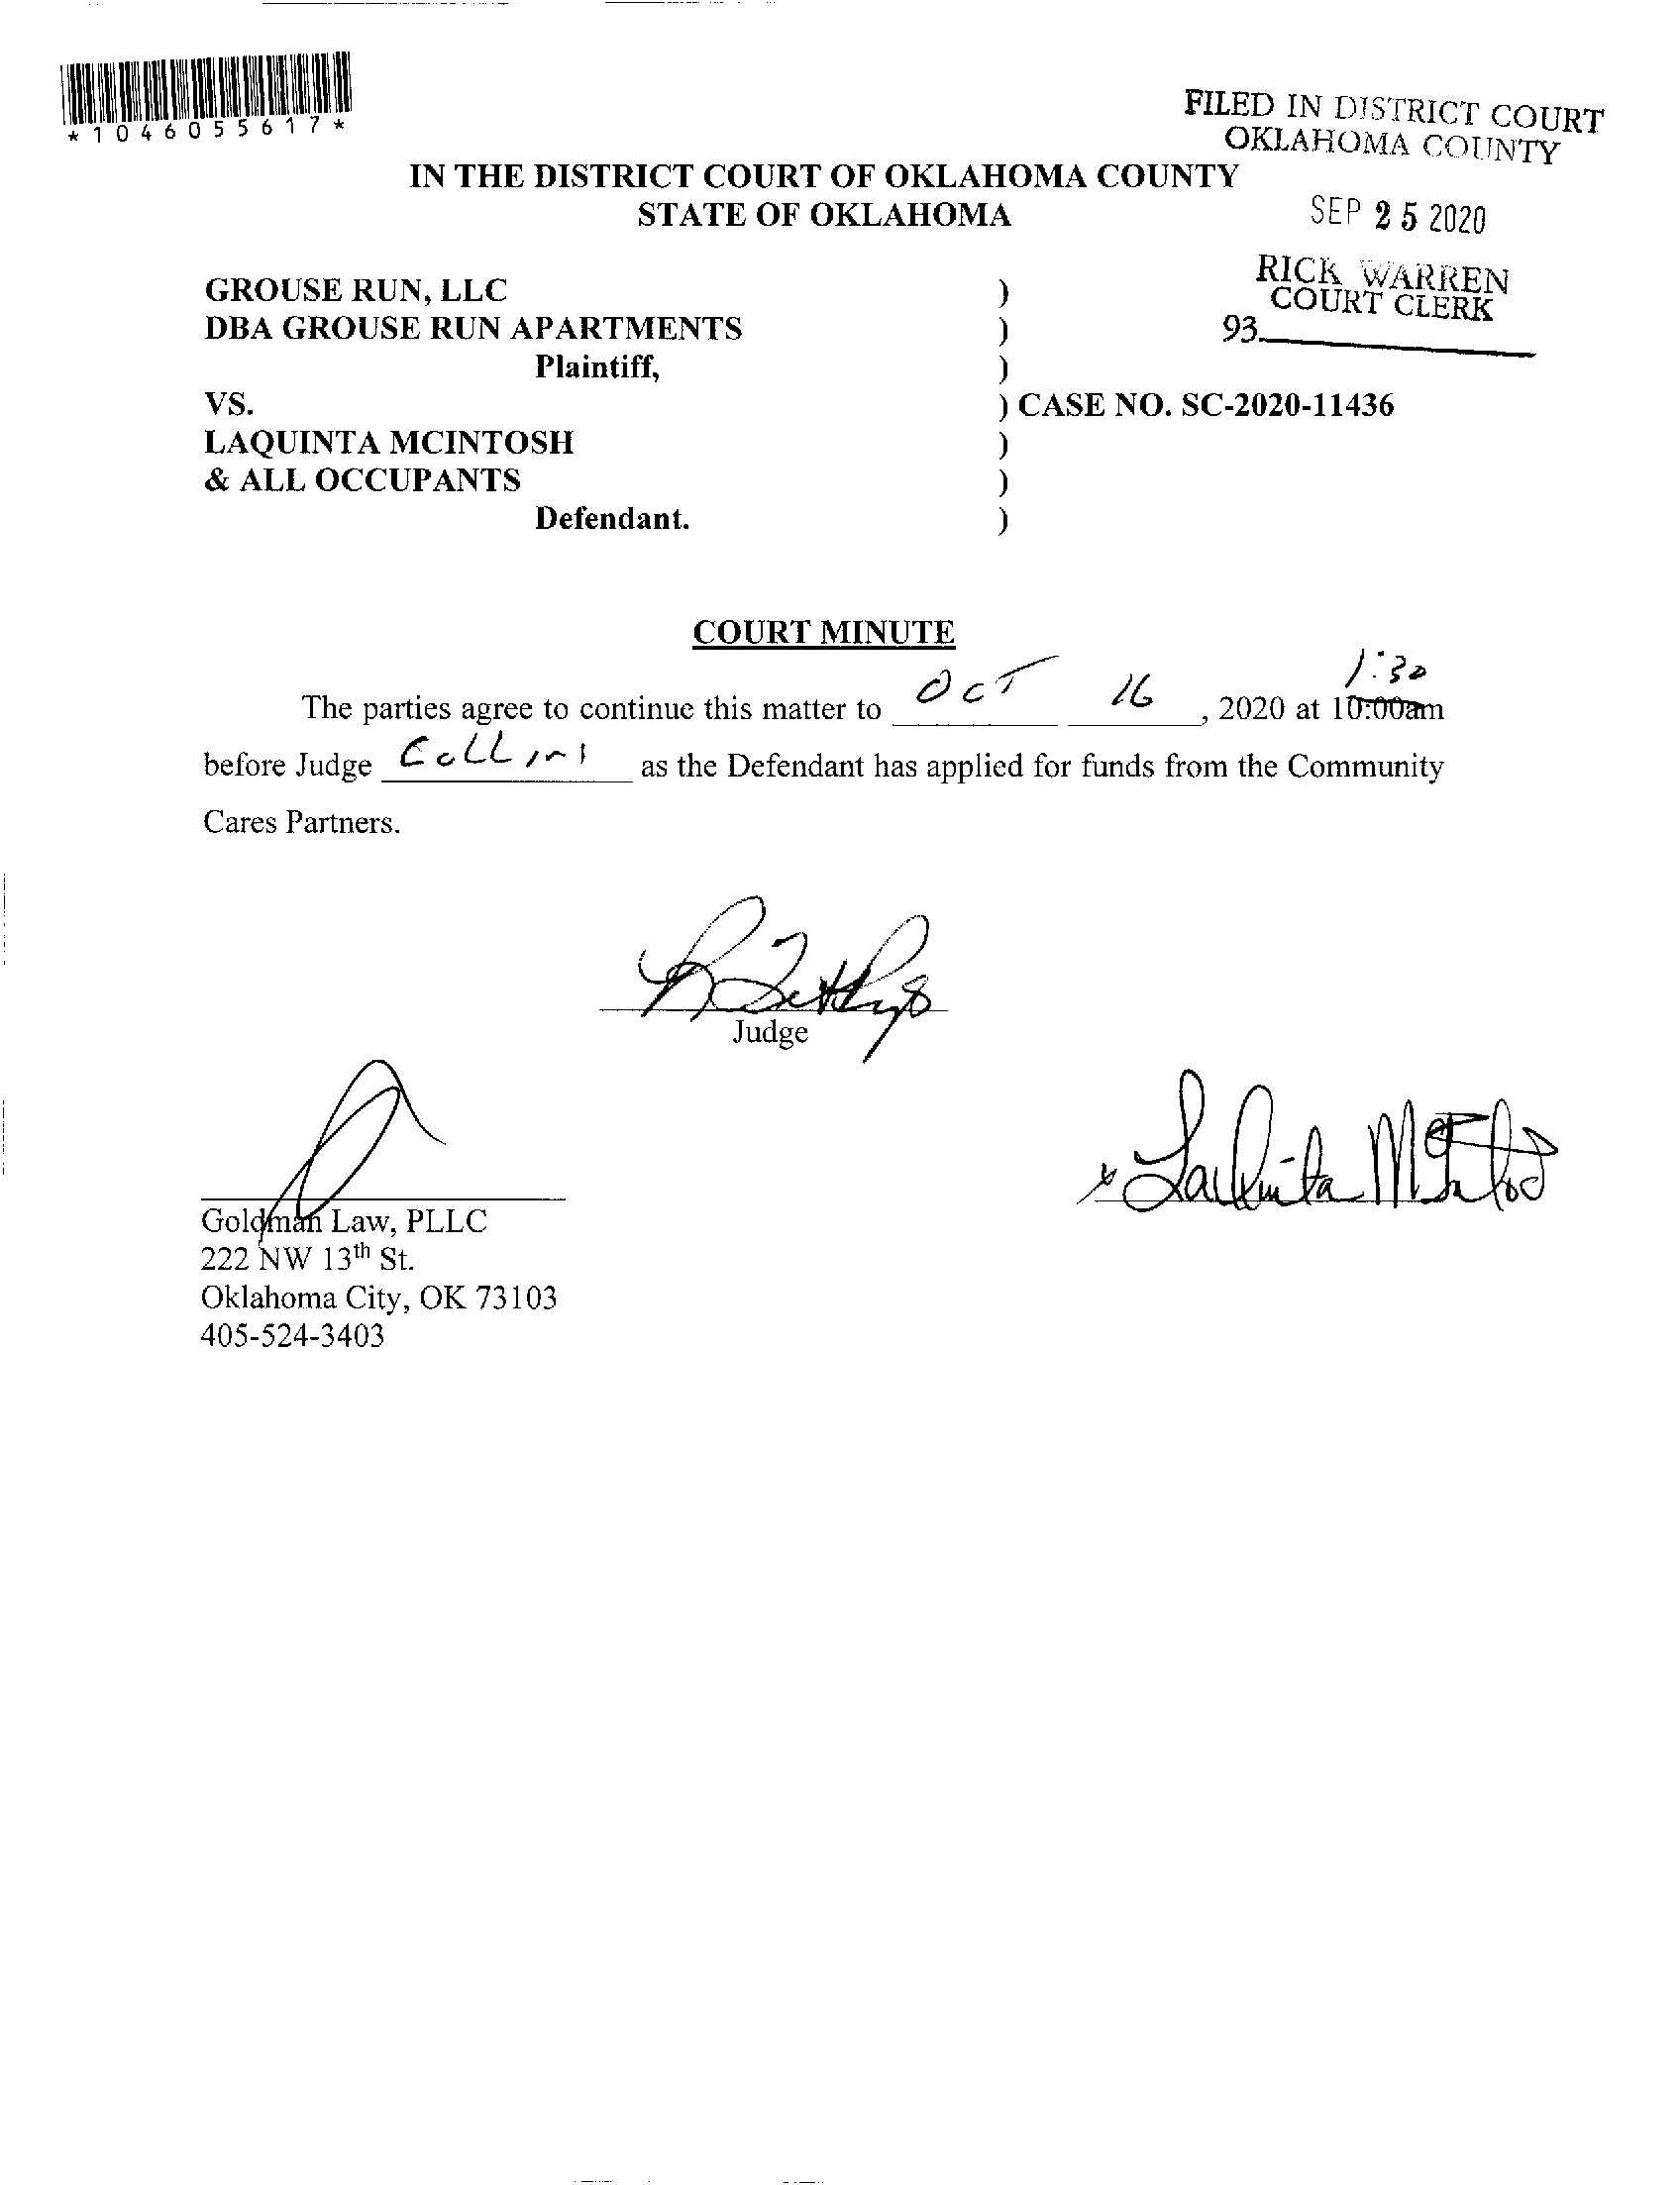 *1046055617*
FILED IN DISTRICT COURT
OKLAHOMA COUNTY
IN THE DISTRICT COURT OF OKLAHOMA COUNTY
STATE OF OKLAHOMA
SEP 25 2020
RICK WARREN
COURT CLERK
93
GROUSE RUN, LLC )
DBA GROUSE RUN APARTMENTS )
Plaintiff, )
VS. ) CASE NO. SC-2020-11436
LAQUINTA MCINTOSH )
& ALL OCCUPANTS )
Defendant. )
COURT MINUTE
1:30
The parties agree to continue this matter to OCT 16, 2020 at 10:00am
before Judge as the Defendant has applied for funds from the Community
Cares Partners.
Judge
x LaQuinta McIntosh
Goldman Law, PLLC
222 NW 13th St.
Oklahoma City, OK 73103
405-524-3403